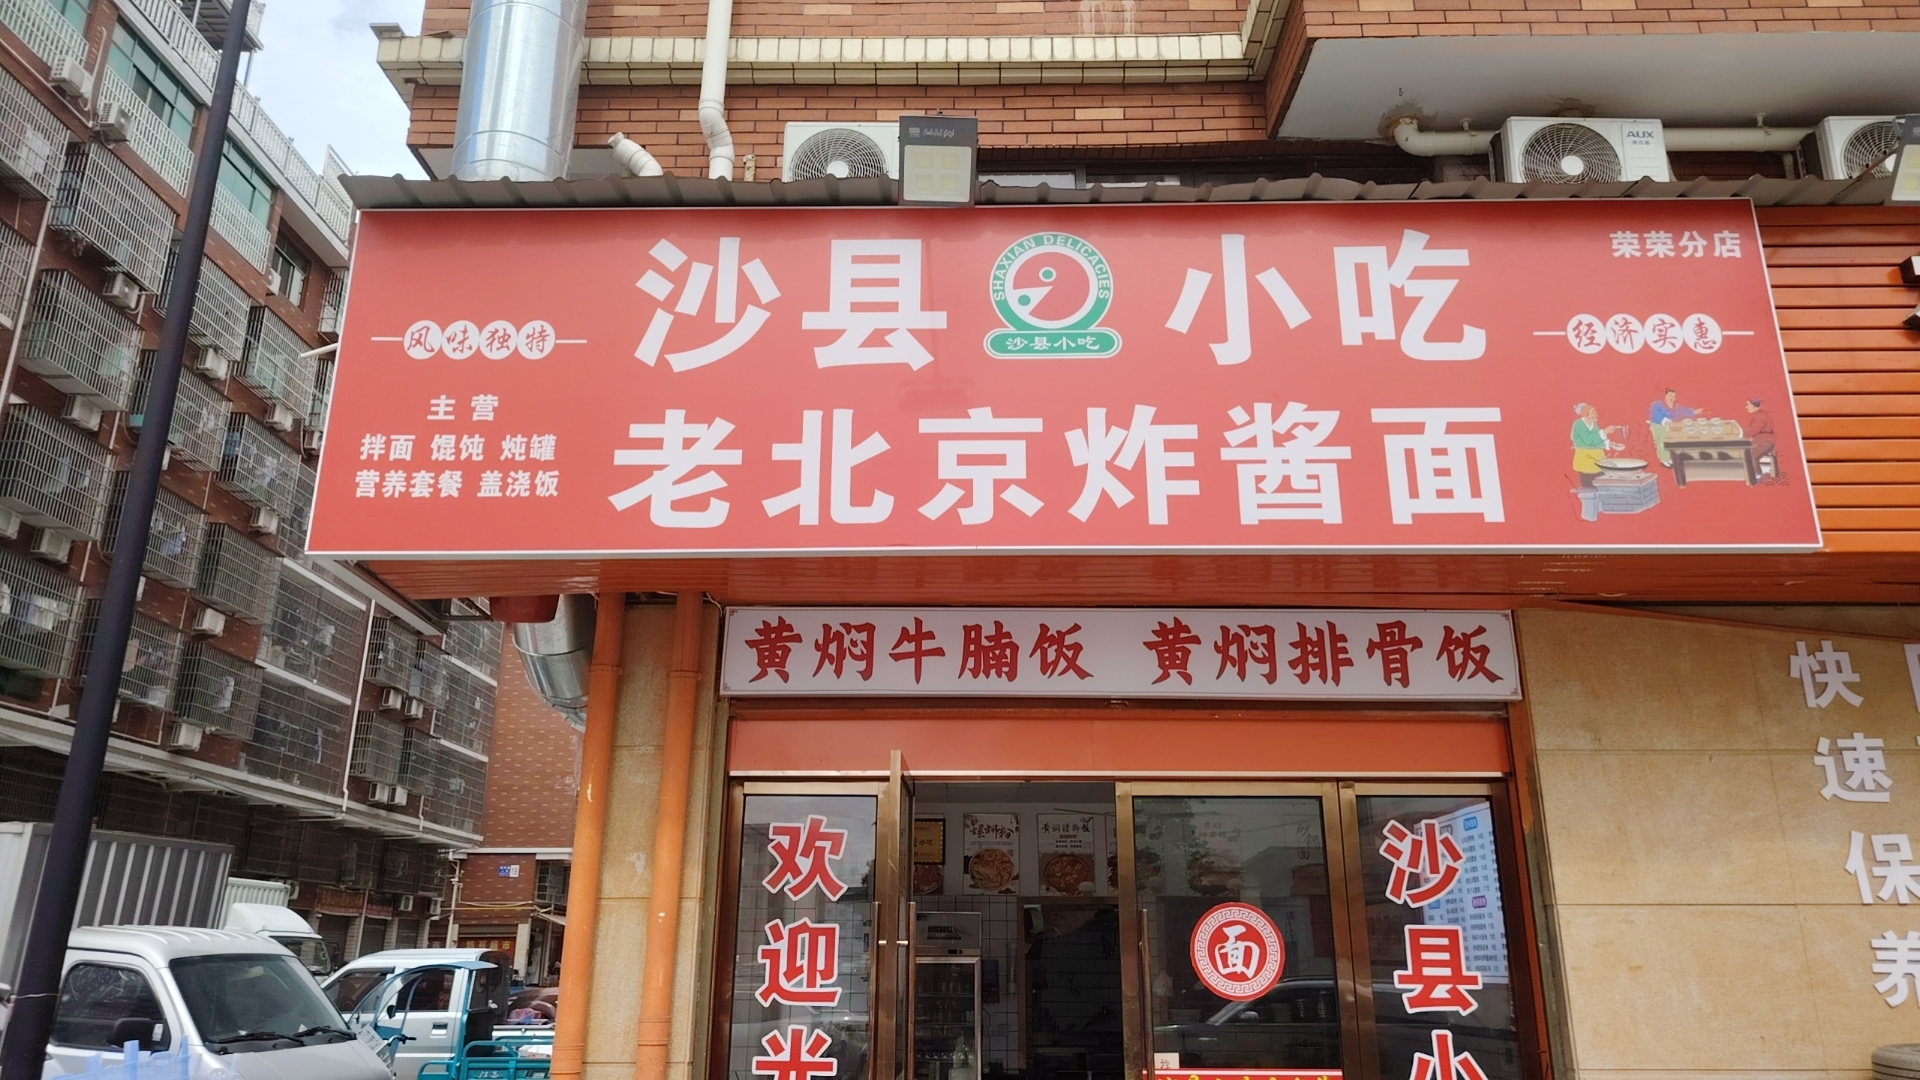 沙县 小吃
SHAXIAN DELICACIES
沙县小吃
荣荣分店
风味独特
经济实惠
主营
拌面 馄饨 炖罐
营养套餐 盖浇饭
老北京炸酱面
AUX
黄焖牛腩饭 黄焖排骨饭
欢迎光
面
沙县小
快速保养